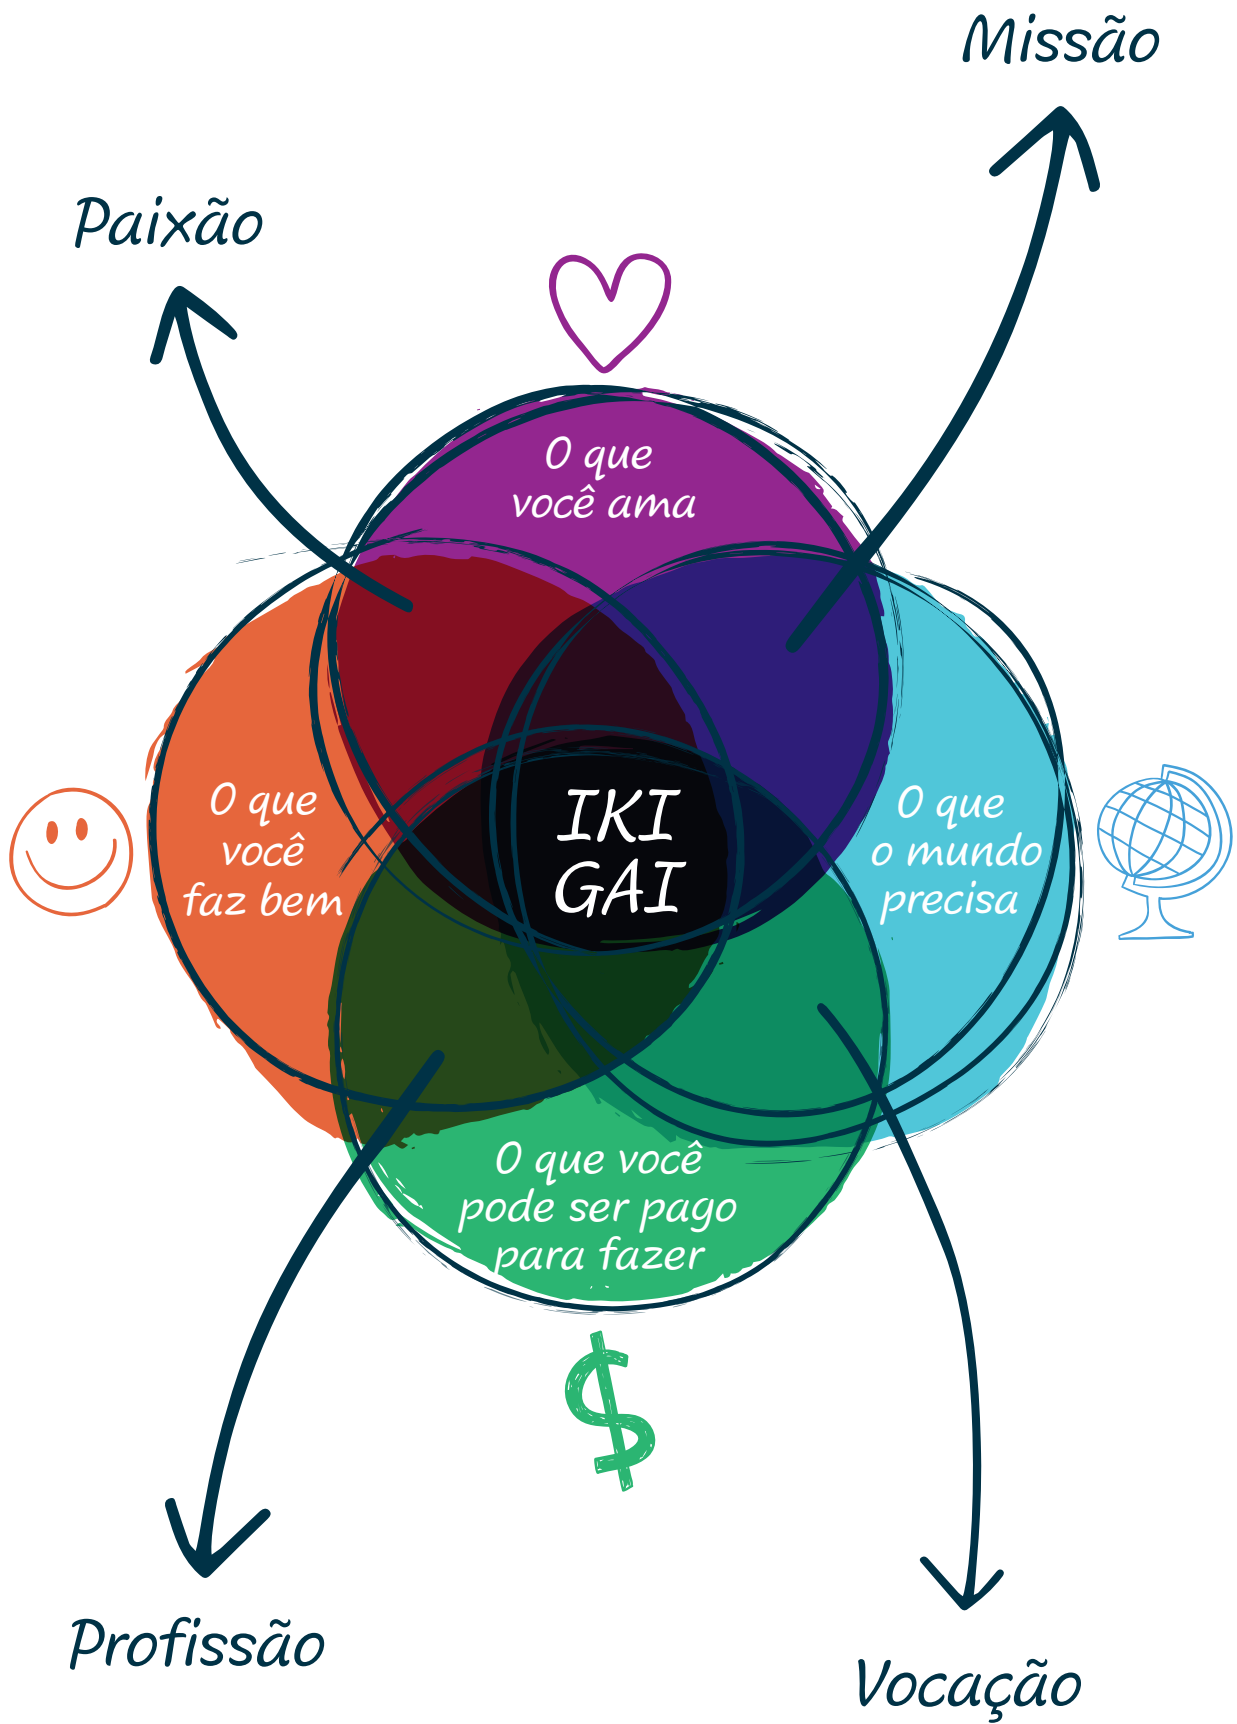 Missão
Paixão
O que
você ama
O que
você
faz bem
IKI
GAI
O que
o mundo
precisa
O que você
pode ser pago
para fazer
Profissão
Vocação